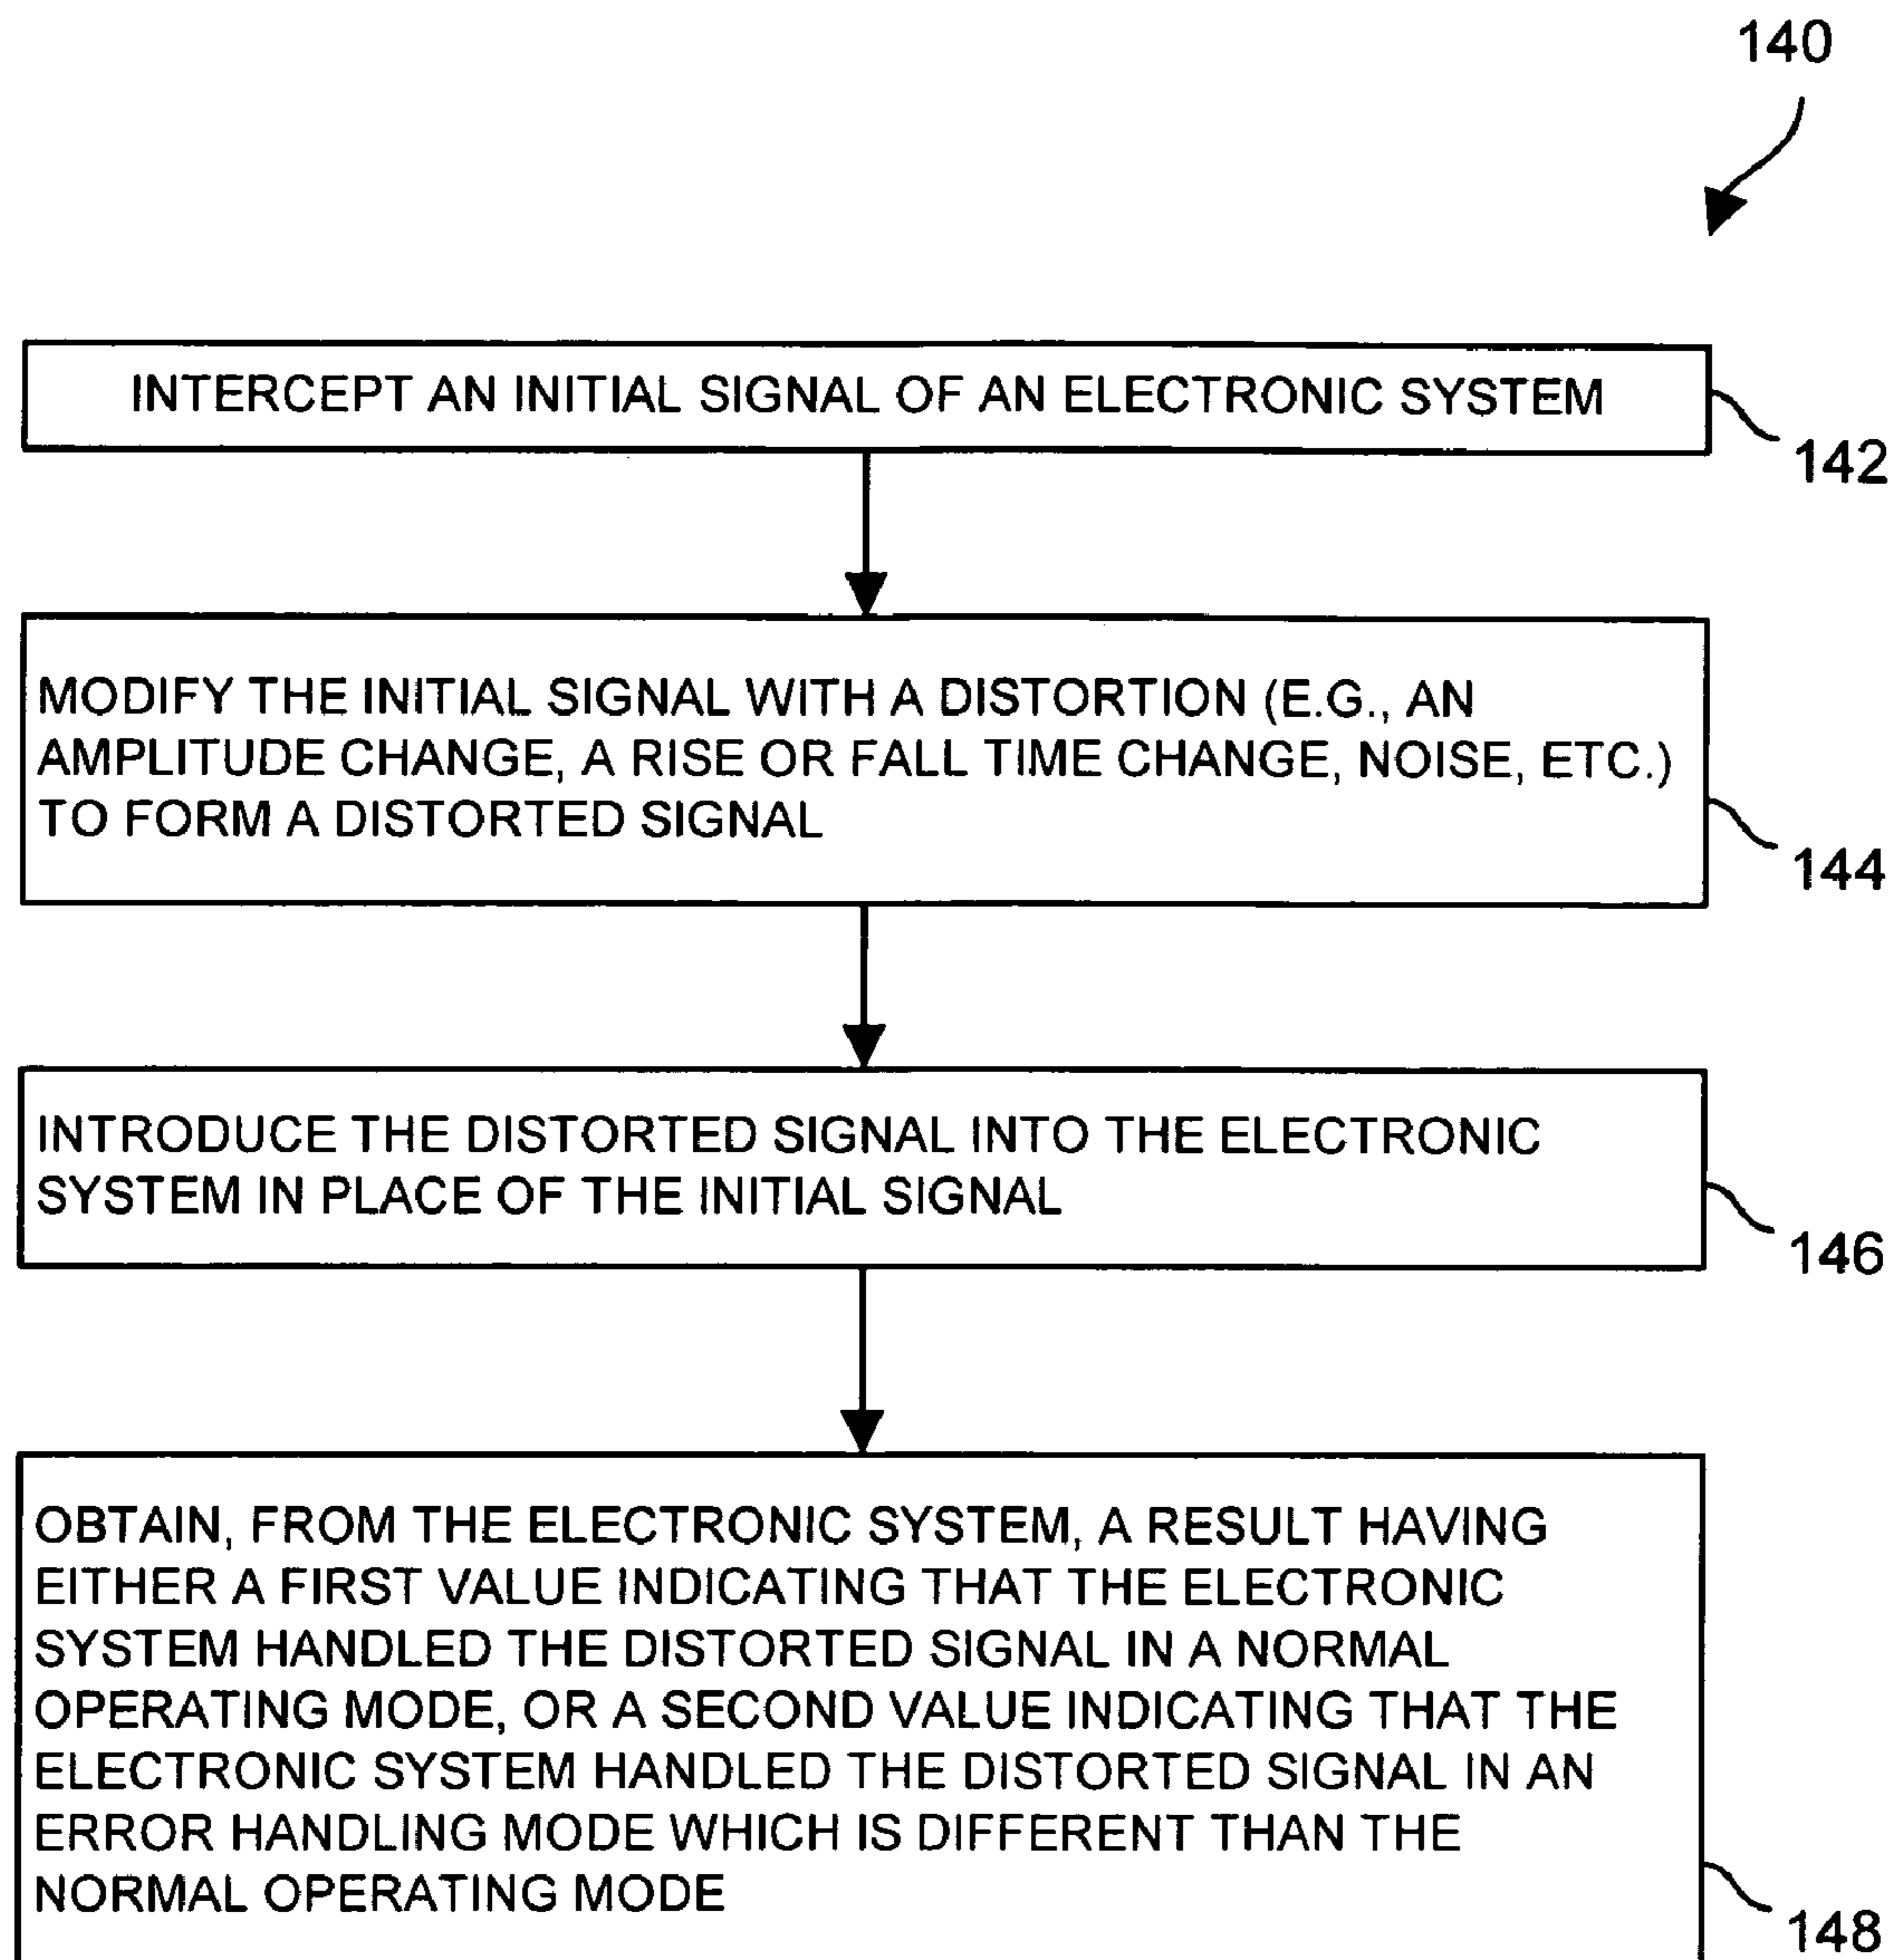 140
INTERCEPT AN INITIAL SIGNAL OF AN ELECTRONIC SYSTEM
142
MODIFY THE INITIAL SIGNAL WITH A DISTORTION (E.G., AN
AMPLITUDE CHANGE, A RISE OR FALL TIME CHANGE, NOISE, ETC.)
TO FORM A DISTORTED SIGNAL
144
INTRODUCE THE DISTORTED SIGNAL INTO THE ELECTRONIC
SYSTEM IN PLACE OF THE INITIAL SIGNAL
146
OBTAIN, FROM THE ELECTRONIC SYSTEM, A RESULT HAVING
EITHER A FIRST VALUE INDICATING THAT THE ELECTRONIC
SYSTEM HANDLED THE DISTORTED SIGNAL IN A NORMAL
OPERATING MODE, OR A SECOND VALUE INDICATING THAT THE
ELECTRONIC SYSTEM HANDLED THE DISTORTED SIGNAL IN AN
ERROR HANDLING MODE WHICH IS DIFFERENT THAN THE
NORMAL OPERATING MODE
148